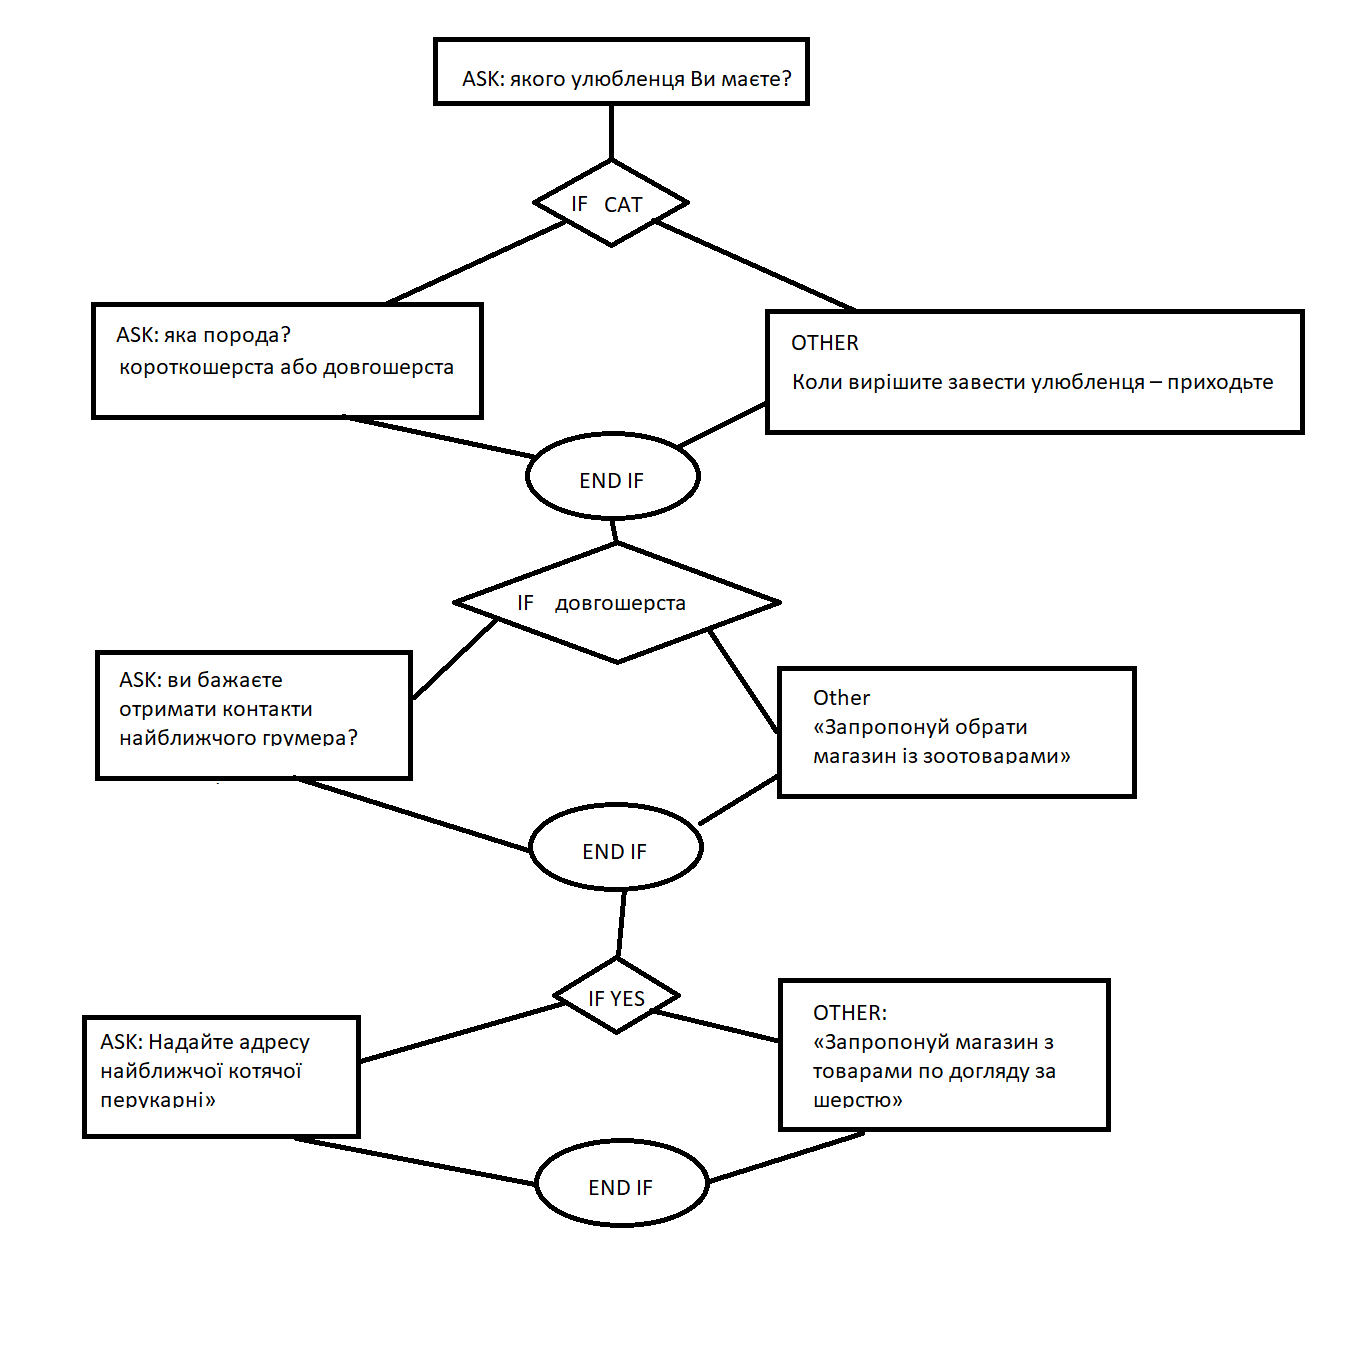 ASK: якого улюбленця Ви маєте?
IF CAT
ASK: яка порода?
короткошерста або довгошерста
OTHER
Коли вирішите завести улюбленця – приходьте
END IF
IF довгошерста
ASK: ви бажаєте
отримати контакти
найближчого грумера?
Other
«Запропонуй обрати
магазин із зоотоварами»
END IF
IF YES
ASK: Надайте адресу
найближчої котячої
перукарні»
OTHER:
«Запропонуй магазин з
товарами по догляду за
шерстю»
END IF